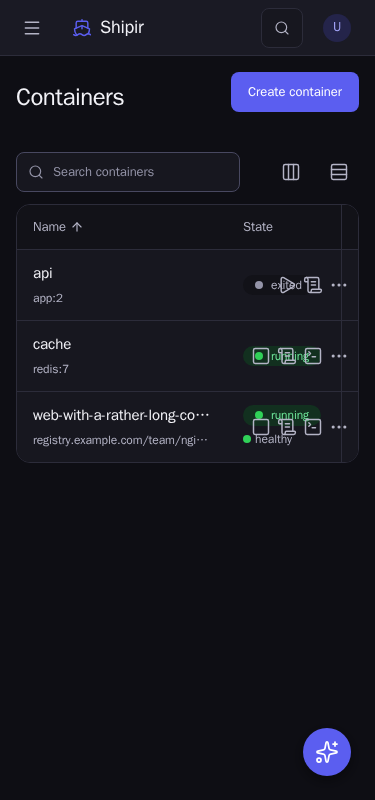 Shipir
U
Containers
Create container
Search containers
Name State
api
app:2
exited
cache
redis:7
running
web-with-a-rather-long-co···
registry.example.com/team/ngi···
running
healthy